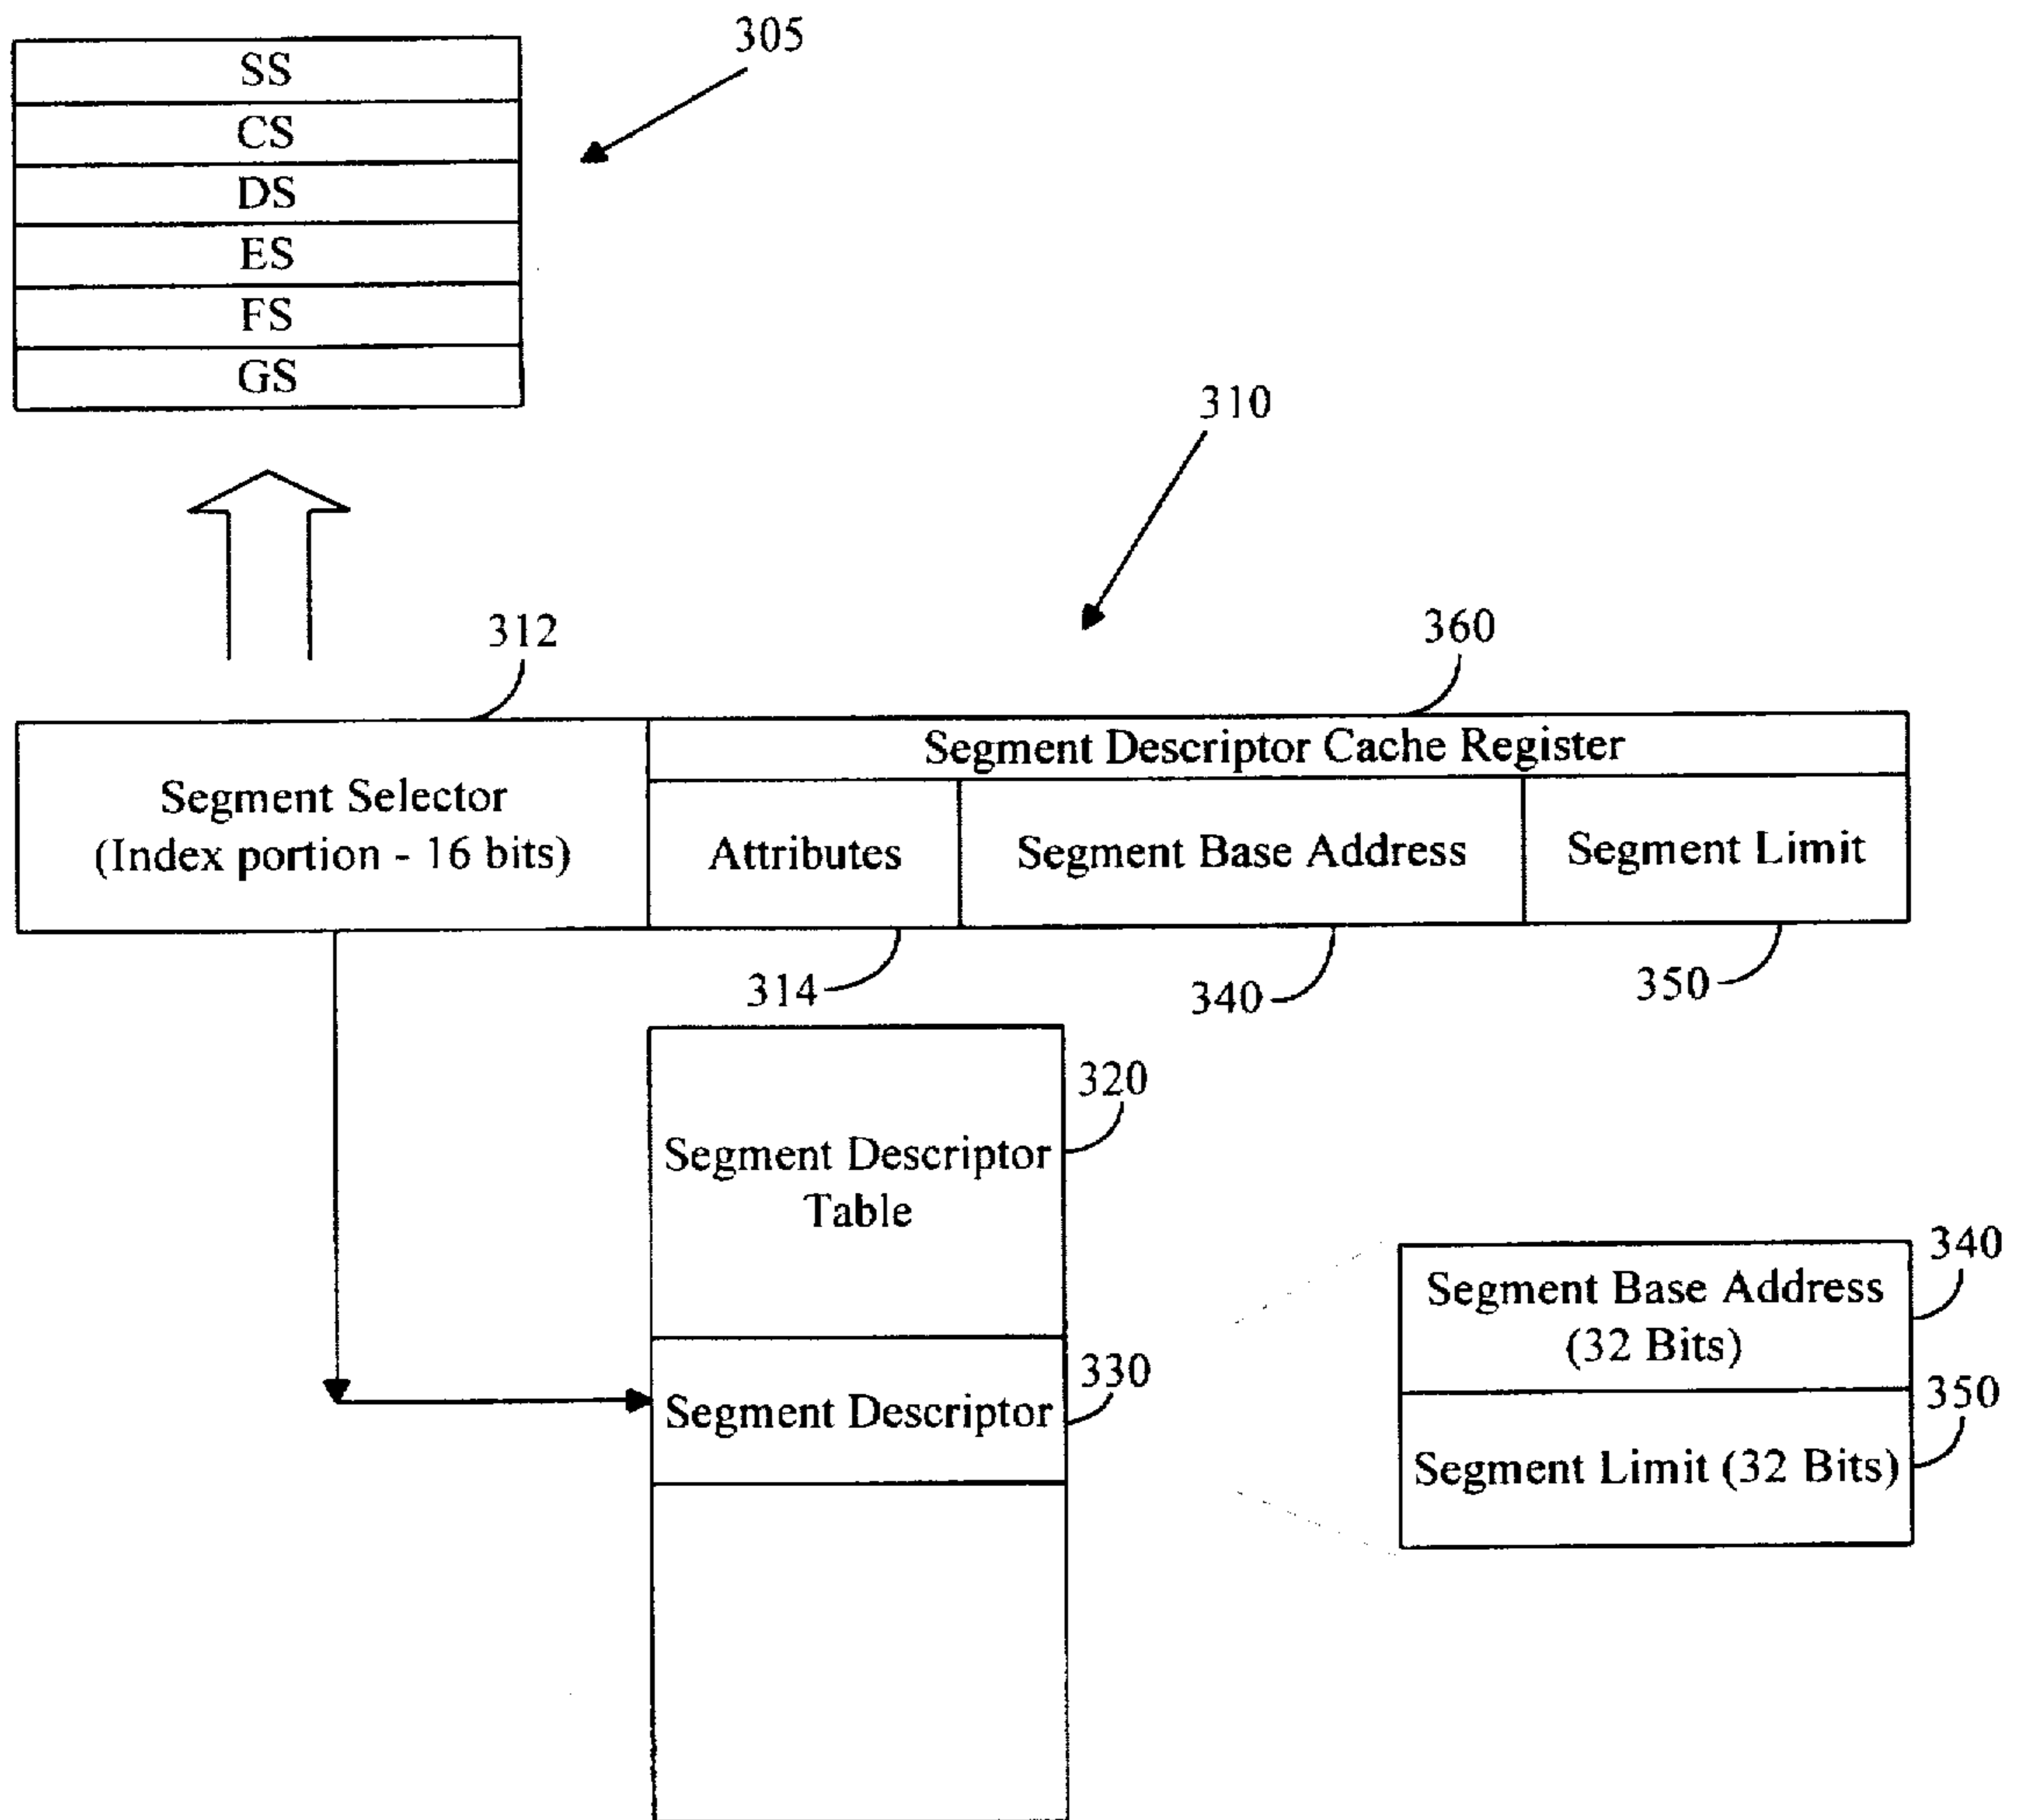 305
SS
CS
DS
ES
FS
GS
310
312
360
Segment Selector
(Index portion - 16 bits)
Segment Descriptor Cache Register
Attributes
Segment Base Address
Segment Limit
314
340
350
320
Segment Descriptor
Table
330
Segment Descriptor
340
Segment Base Address
(32 Bits)
350
Segment Limit (32 Bits)